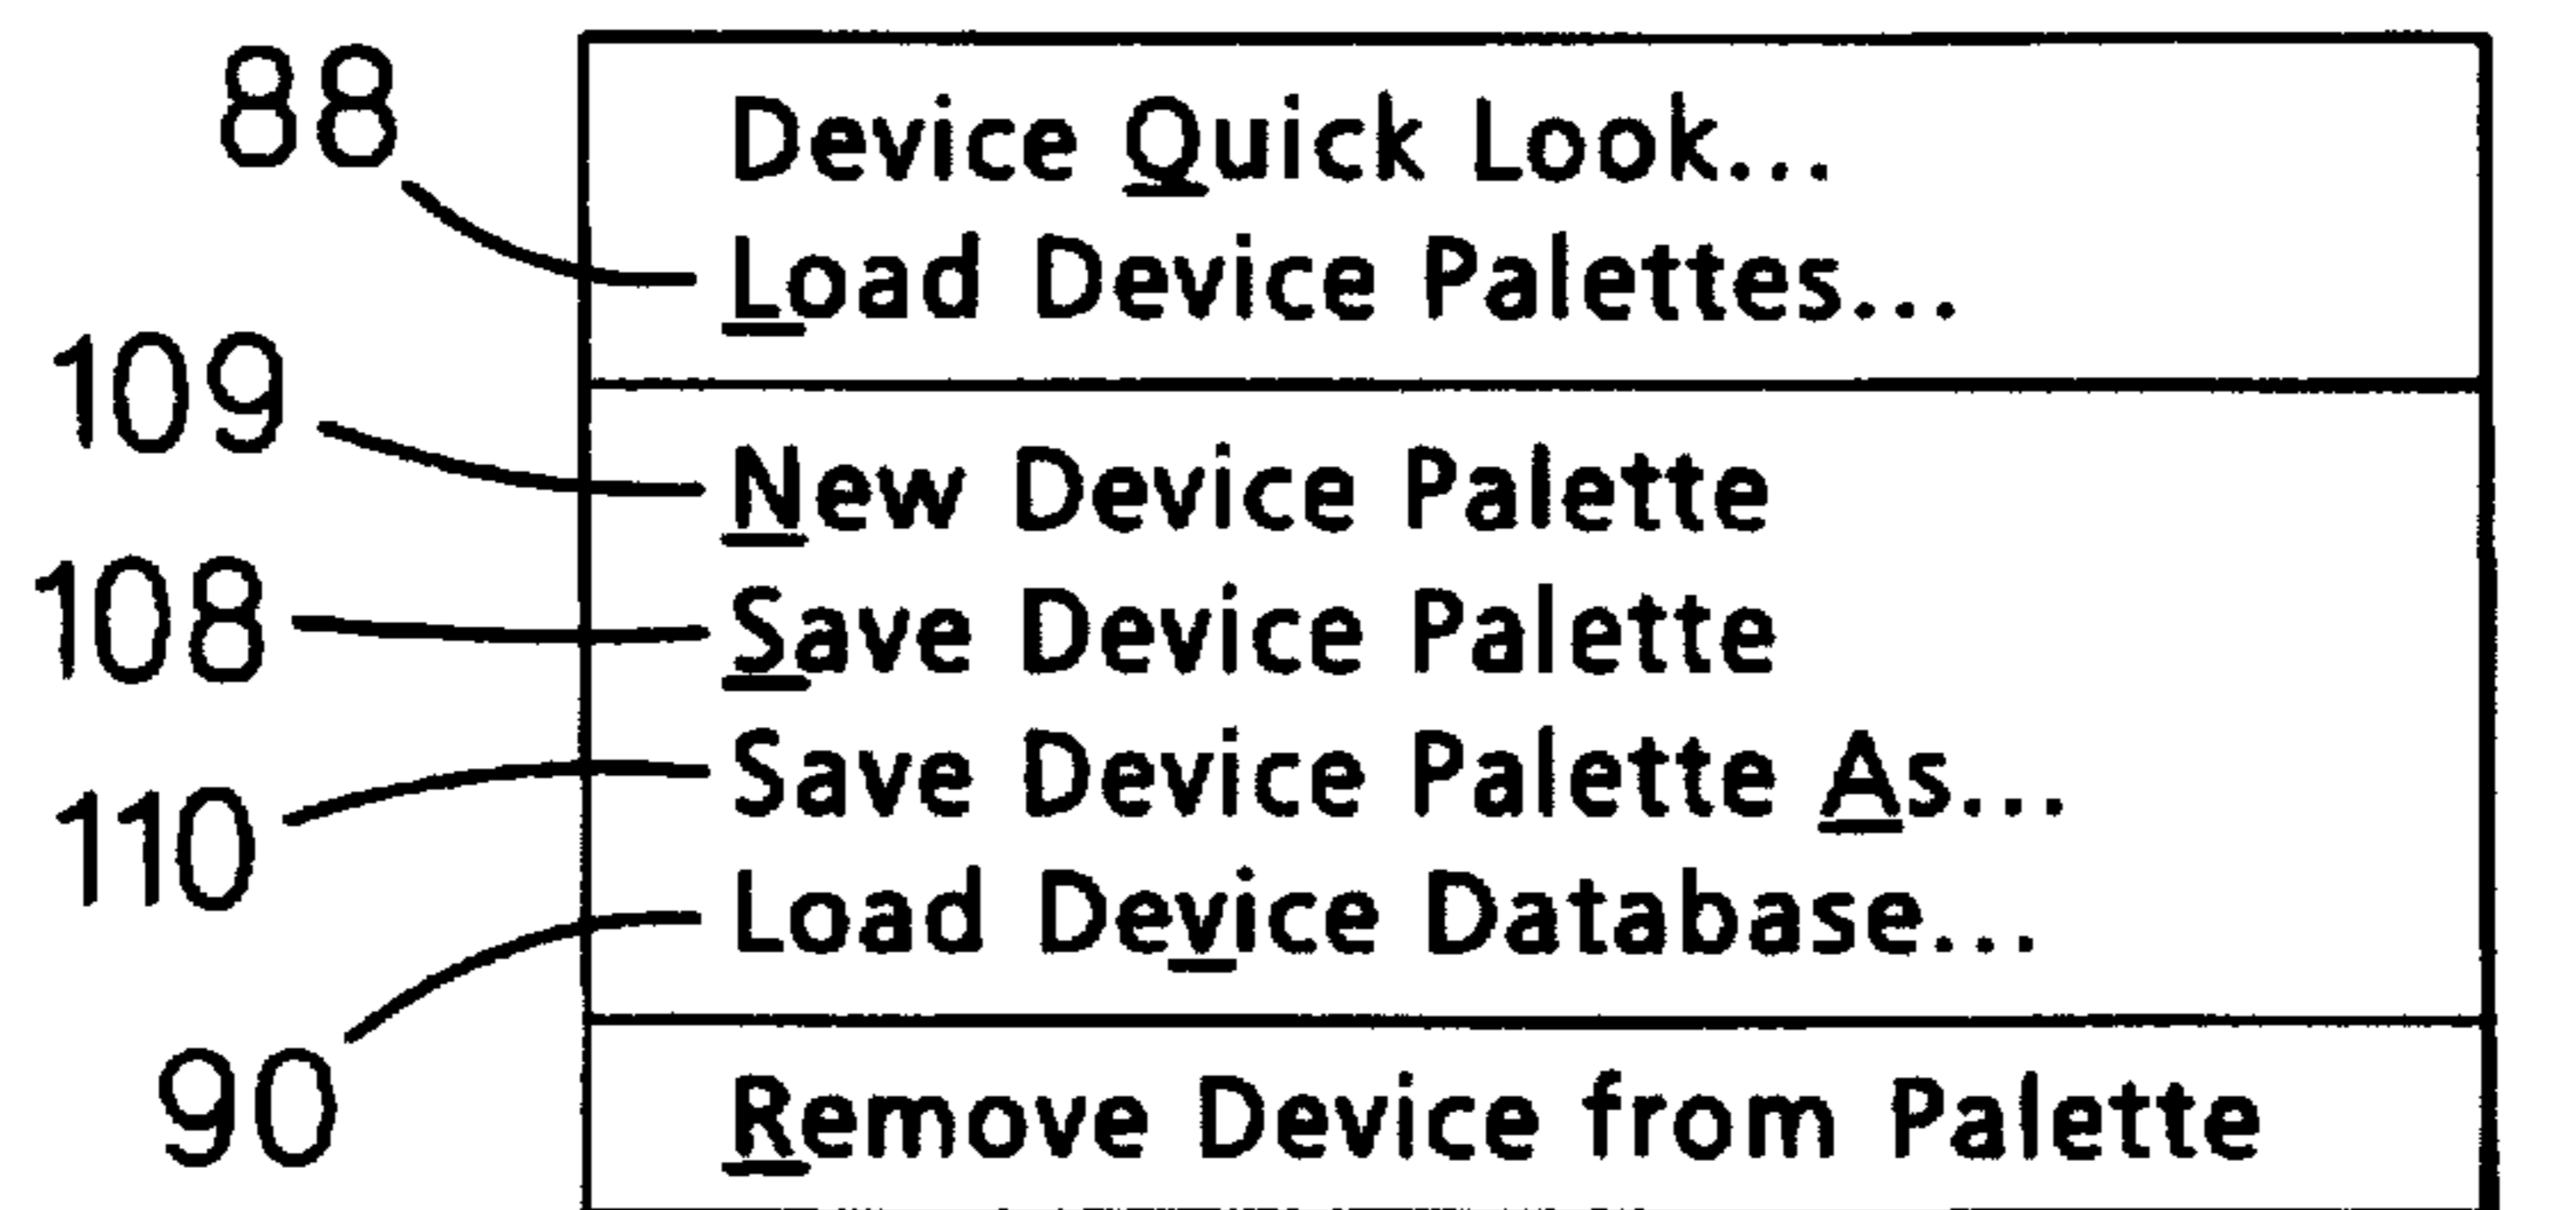 Device Quick Look...
88
Load Device Palettes...
109
New Device Palette
108
Save Device Palette
110
Save Device Palette As...
Load Device Database...
90
Remove Device from Palette